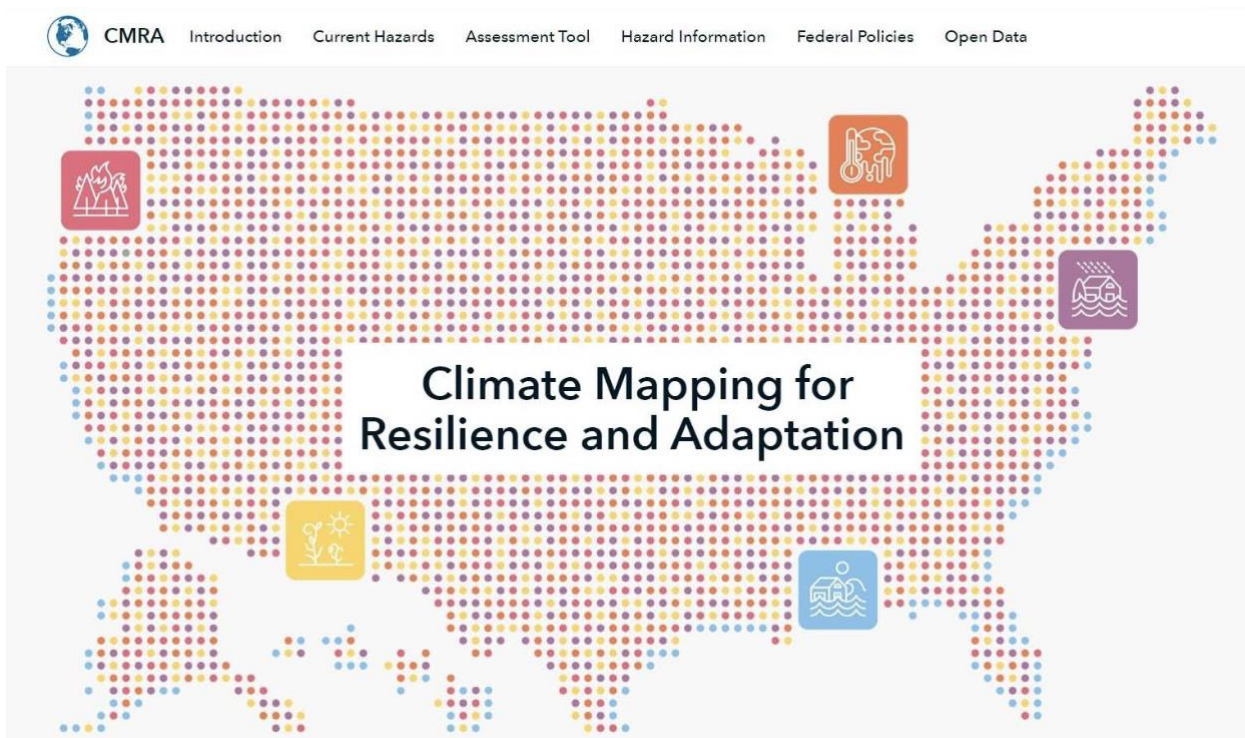 CMRA Introduction Current Hazards Assessment Tool Hazard Information Federal Policies Open Data
Climate Mapping for
Resilience and Adaptation